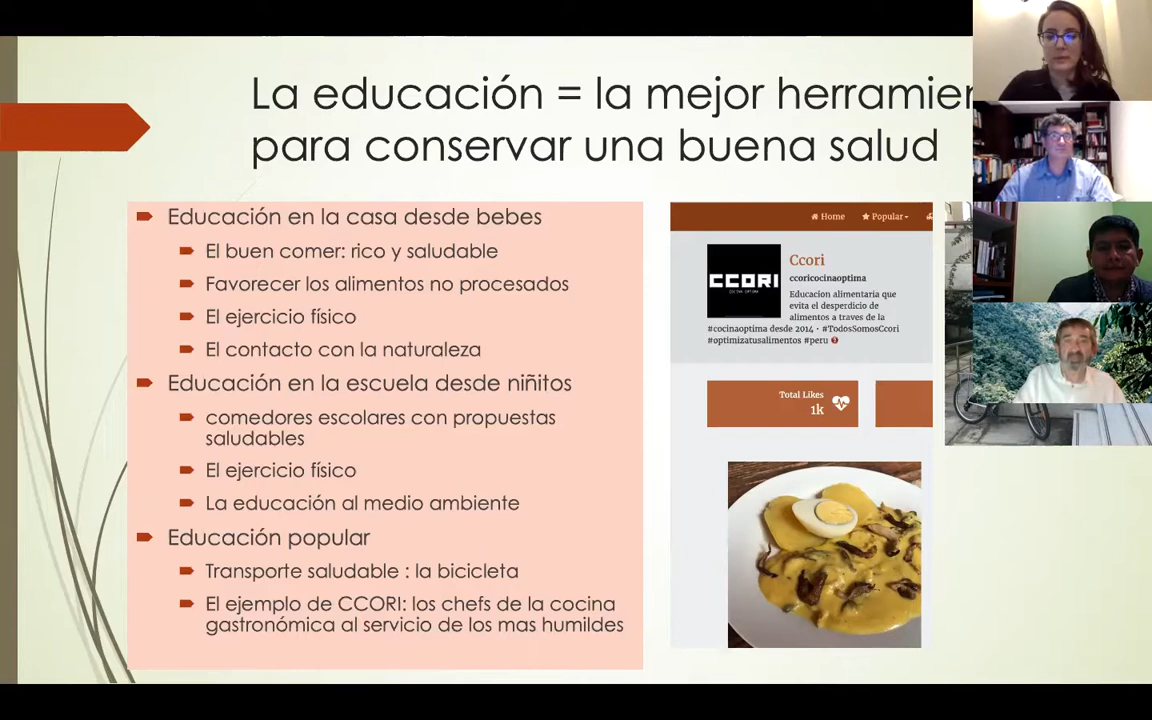 La educación = la mejor herramien
para conservar una buena salud
Educación en la casa desde bebes
El buen comer: rico y saludable
Favorecer los alimentos no procesados
El ejercicio físico
El contacto con la naturaleza
Educación en la escuela desde niñitos
comedores escolares con propuestas
saludables
El ejercicio físico
La educación al medio ambiente
Educación popular
Transporte saludable : la bicicleta
El ejemplo de CCORI: los chefs de la cocina
gastronómica al servicio de los mas humildes
Home Popular
CCORI
COCINA OPTIMA
Ccori
ccoricocinaoptima
Educacion alimentaria que
evita el desperdicio de
alimentos a traves de la
#cocinaoptima desde 2014 • #TodosSomosCcori
#optimizatusalimentos #peru
Total Likes
1k